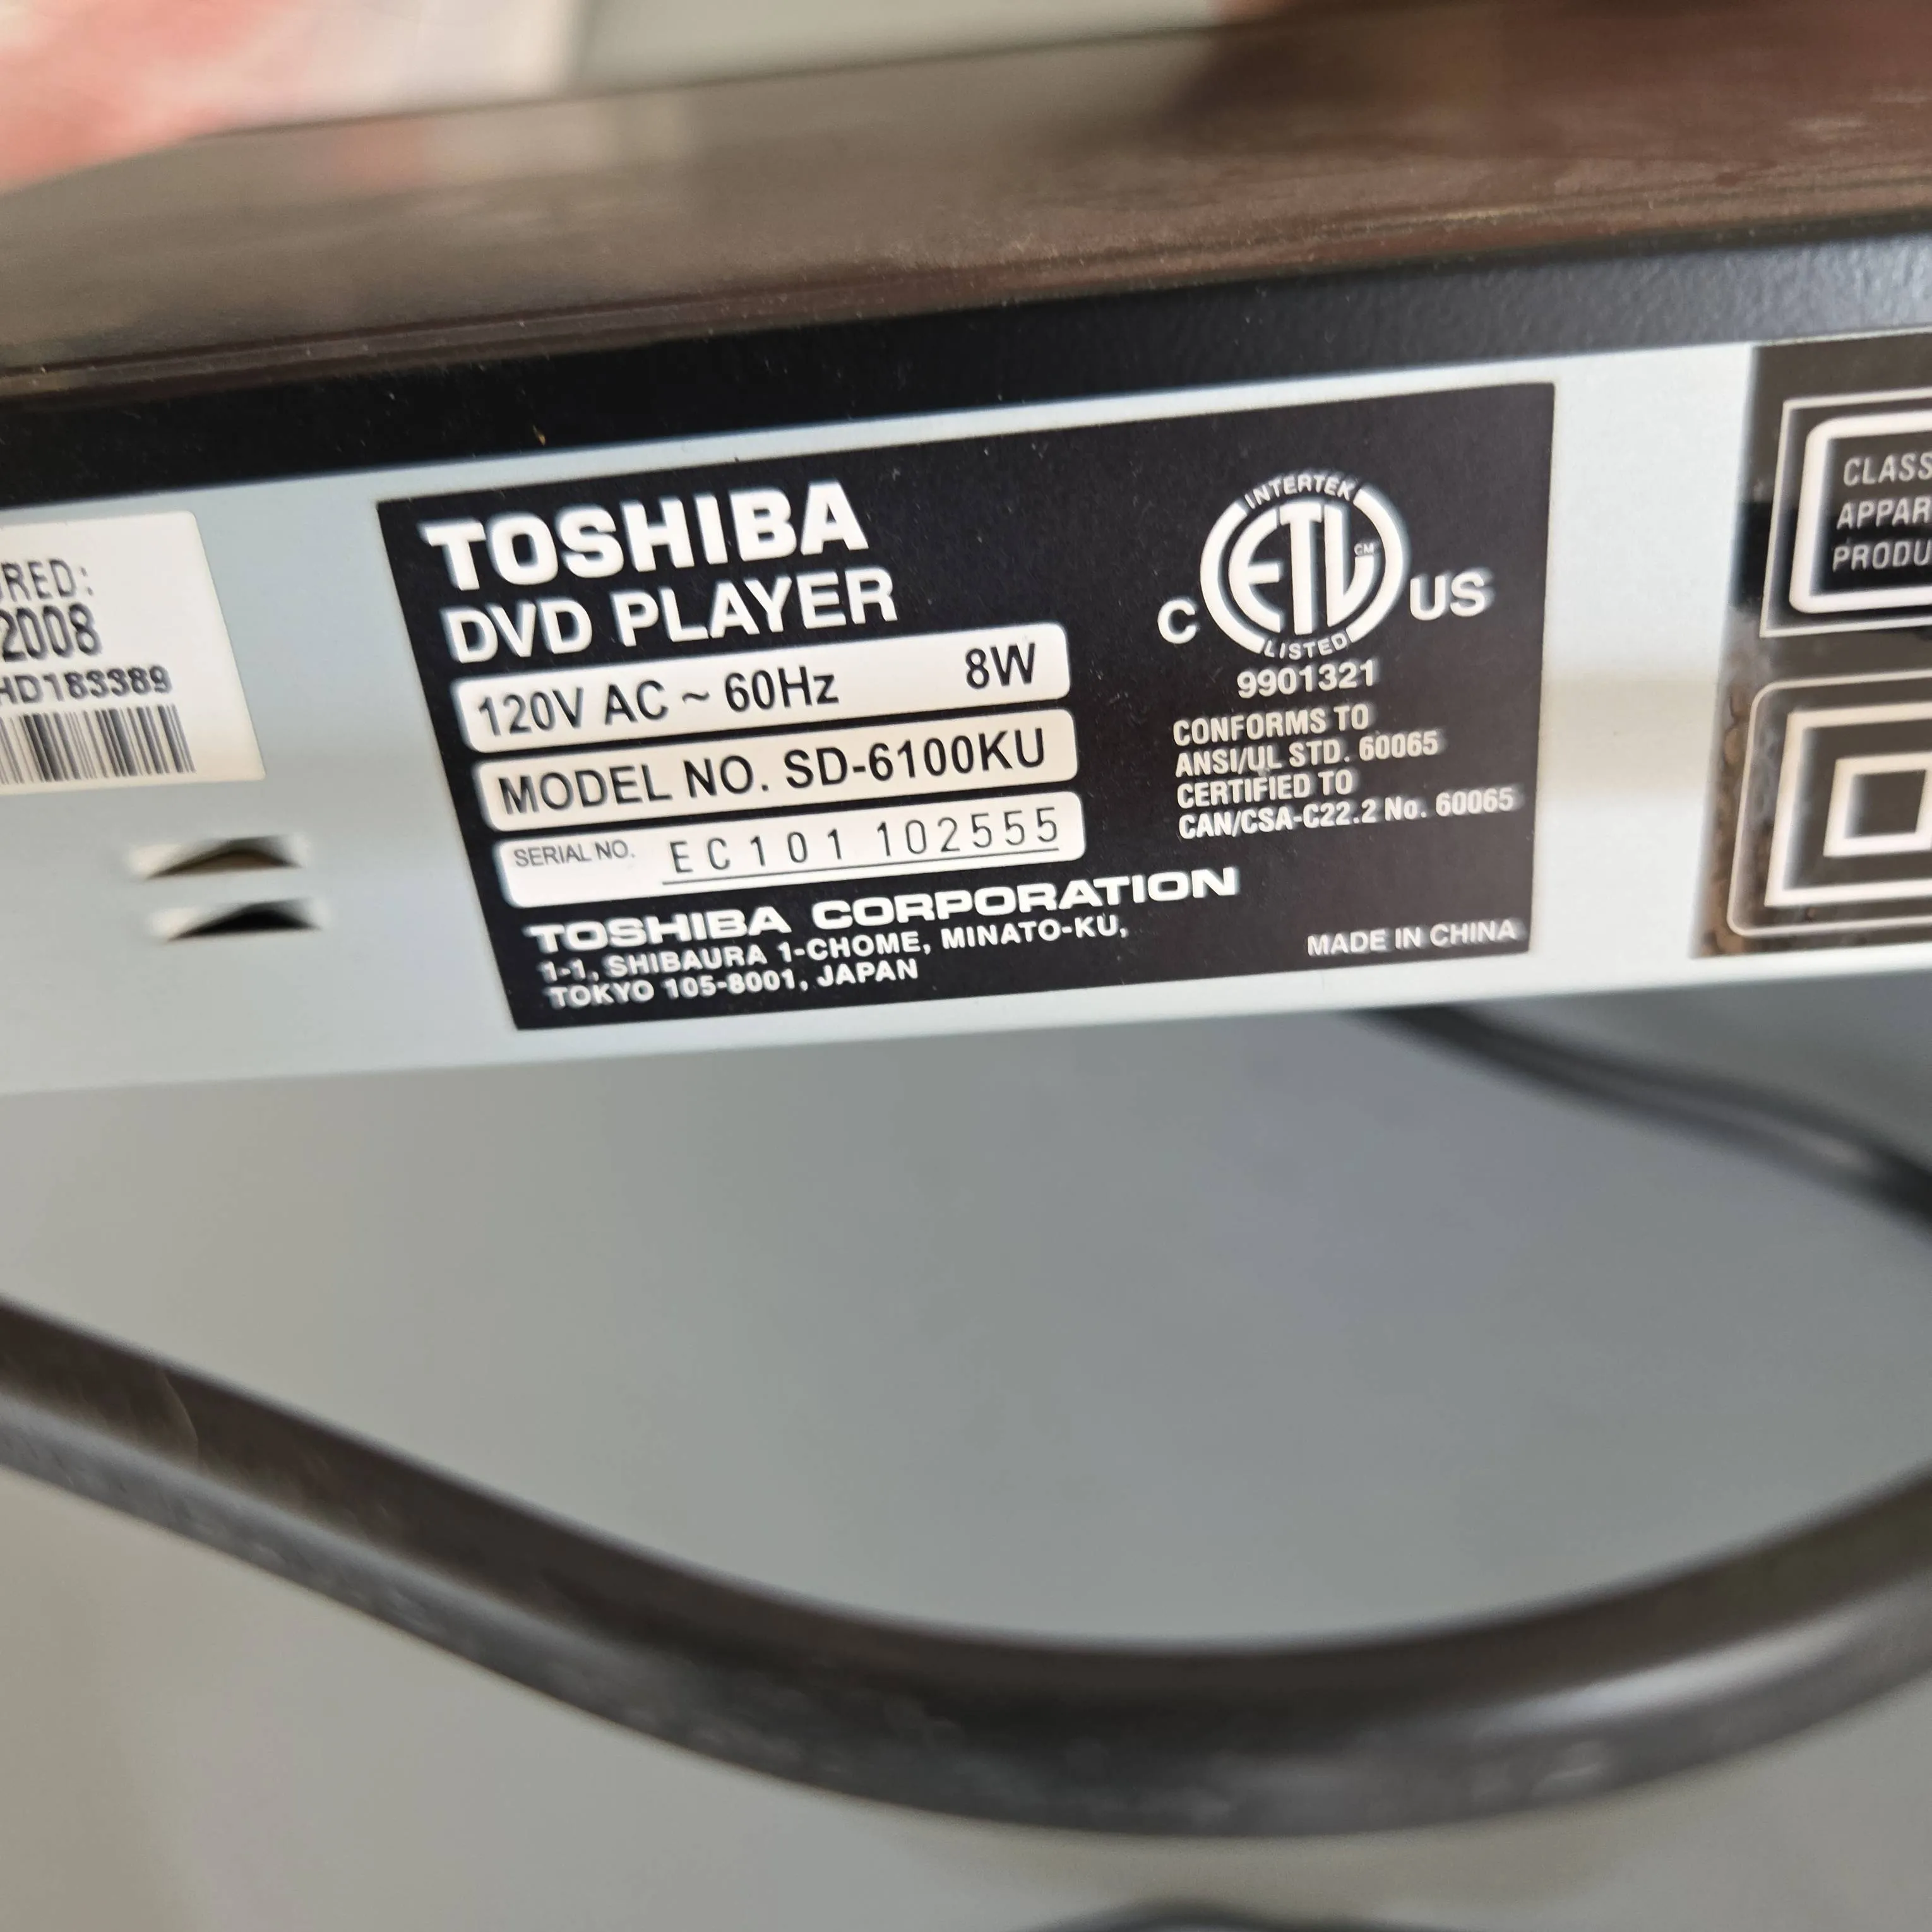 RED:
2008
HD183389
TOSHIBA
DVD PLAYER
120V AC ~ 60Hz 8W
MODEL NO. SD-6100KU
SERIAL NO. EC101102555
TOSHIBA CORPORATION
1-1, SHIBAURA 1-CHOME, MINATO-KU,
TOKYO 105-8001, JAPAN
INTERTEK
C ETL CM US
LISTED
9901321
CONFORMS TO
ANSI/UL STD. 60065
CERTIFIED TO
CAN/CSA-C22.2 No. 60065
MADE IN CHINA
CLASS
APPAR
PRODU